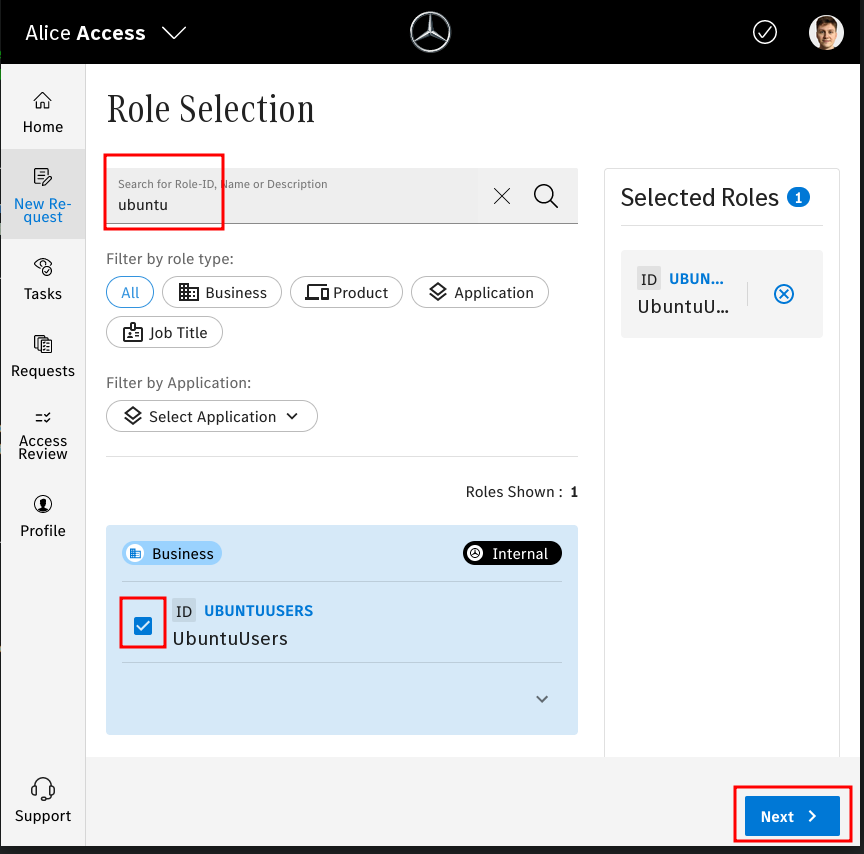 Alice Access
Home
New Re-
quest
Tasks
Requests
Access
Review
Profile
Support
Role Selection
Search for Role-ID, Name or Description
ubuntu
Filter by role type:
All
Business
Product
Application
Job Title
Filter by Application:
Select Application
Roles Shown : 1
Business
Internal
ID UBUNTUUSERS
UbuntuUsers
Selected Roles 1
ID UBUN...
UbuntuU...
Next